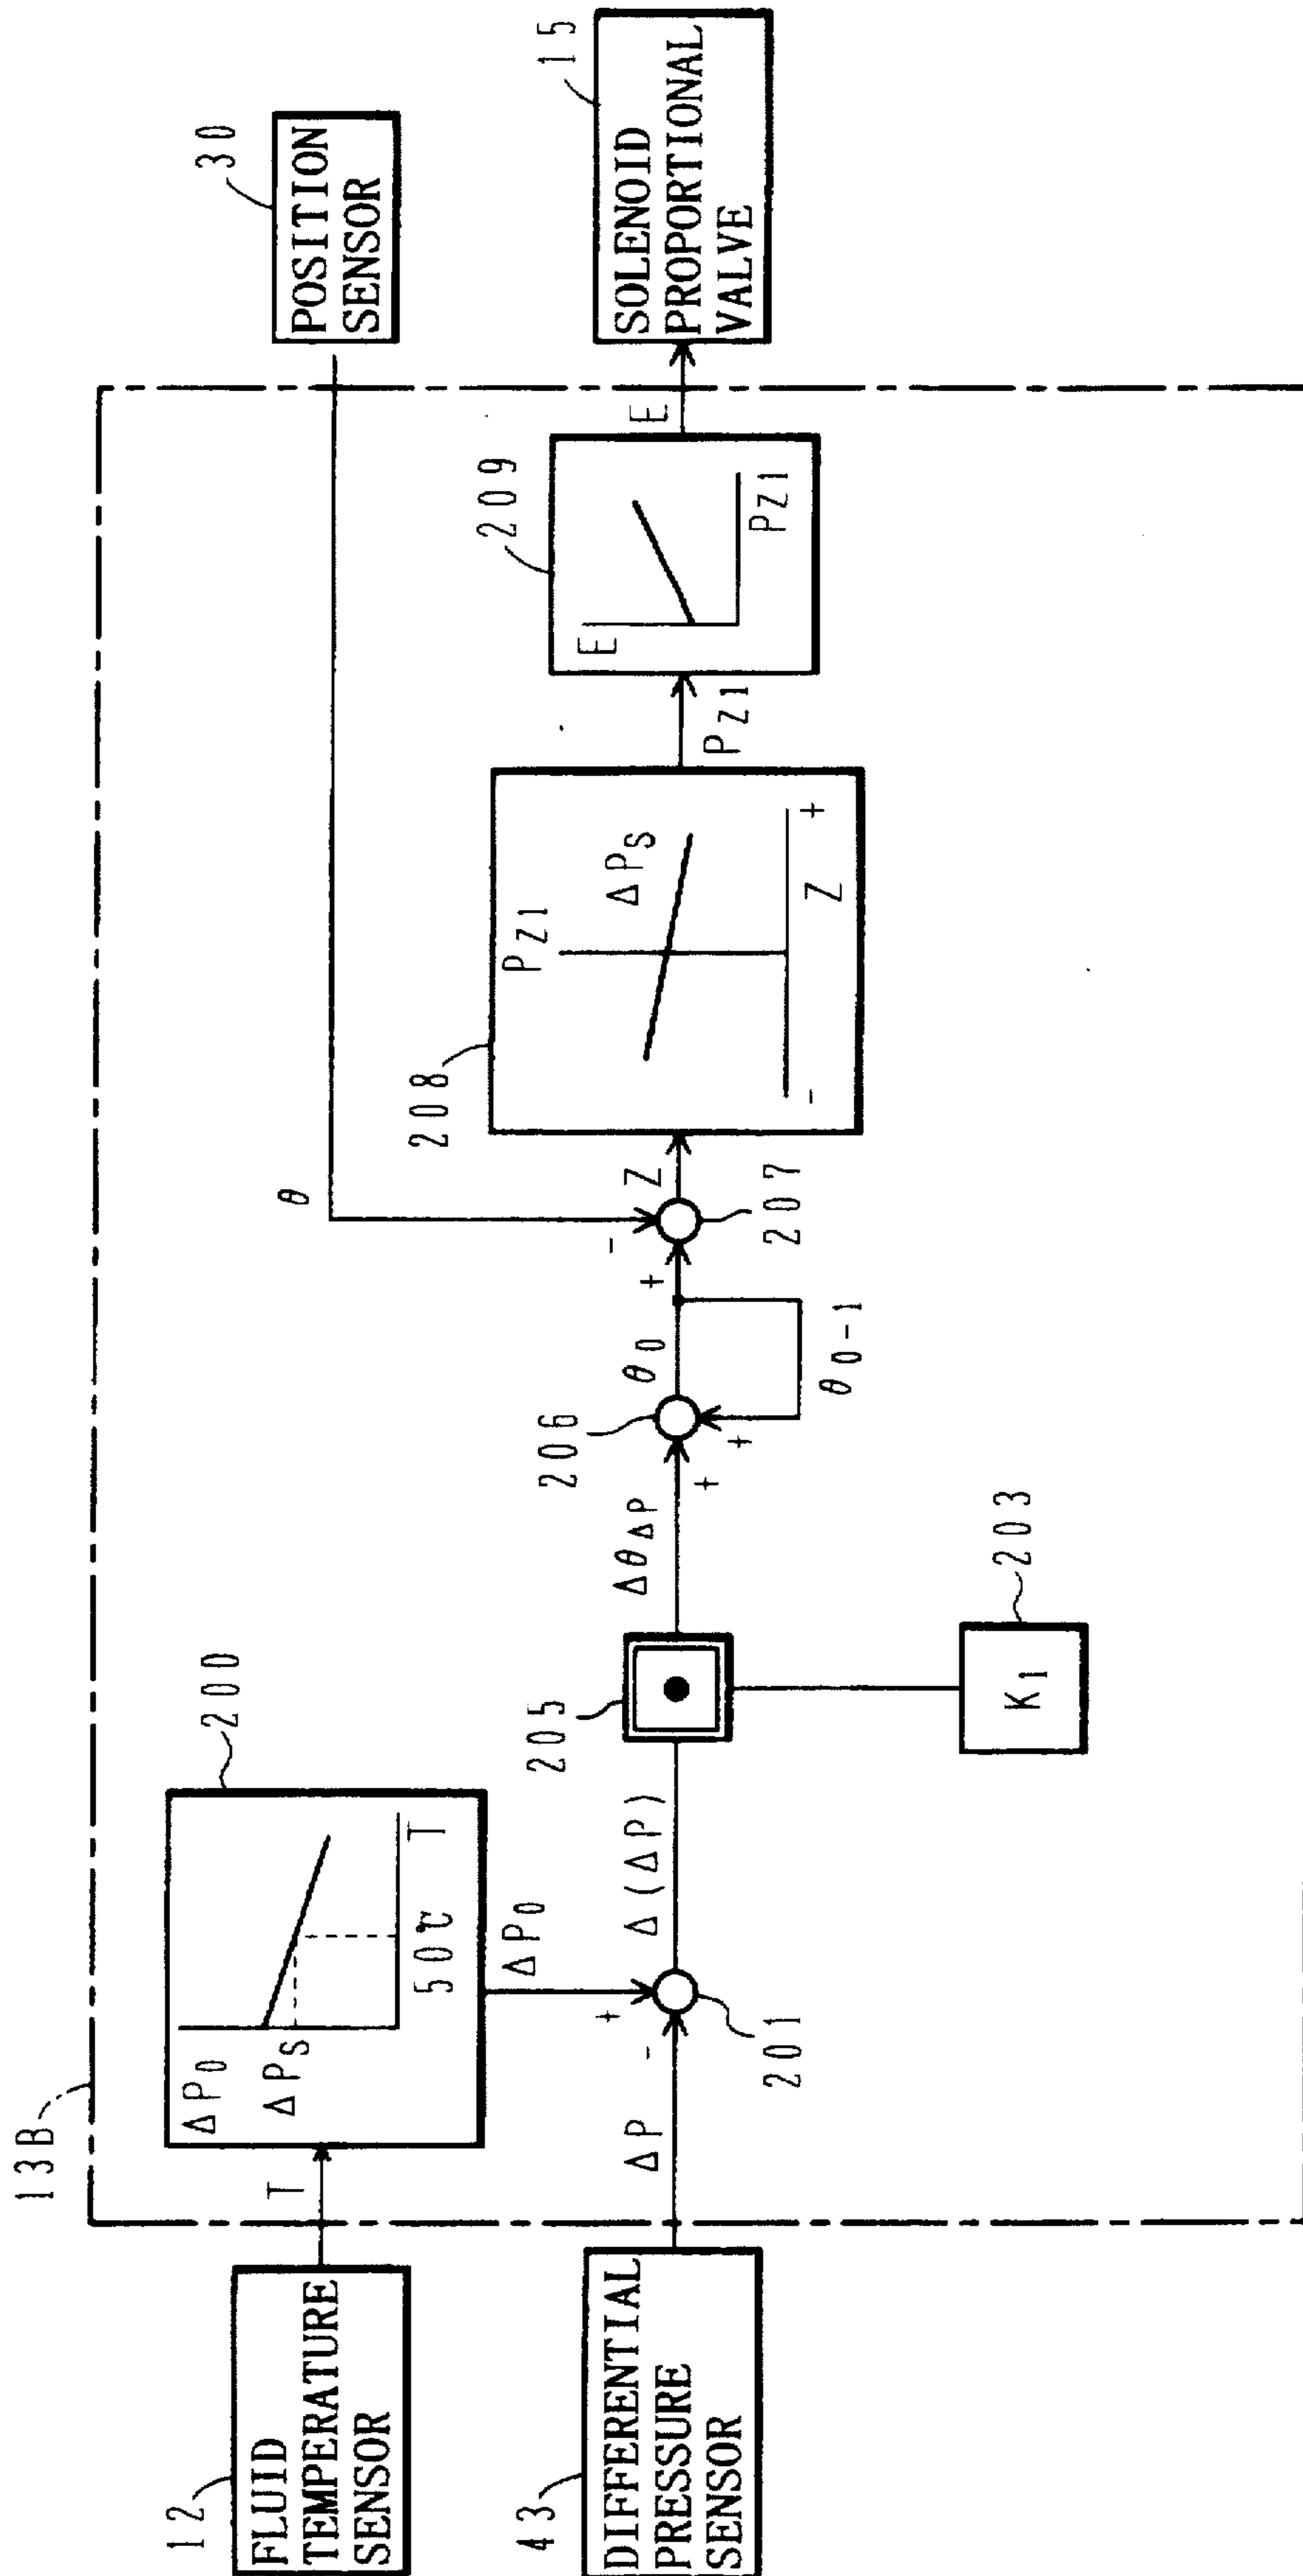 13B
12
FLUID
TEMPERATURE
SENSOR
T
200
ΔP0
ΔPS
50℃
T
ΔP0
43
DIFFERENTIAL
PRESSURE
SENSOR
ΔP
-
+
201
Δ(ΔP)
205
203
K1
ΔθΔP
+
+
206
θ0
θ0-1
+
-
207
θ
Z
208
PZ1
ΔPS
-
Z
+
PZ1
209
E
PZ1
E
30
POSITION
SENSOR
15
SOLENOID
PROPORTIONAL
VALVE